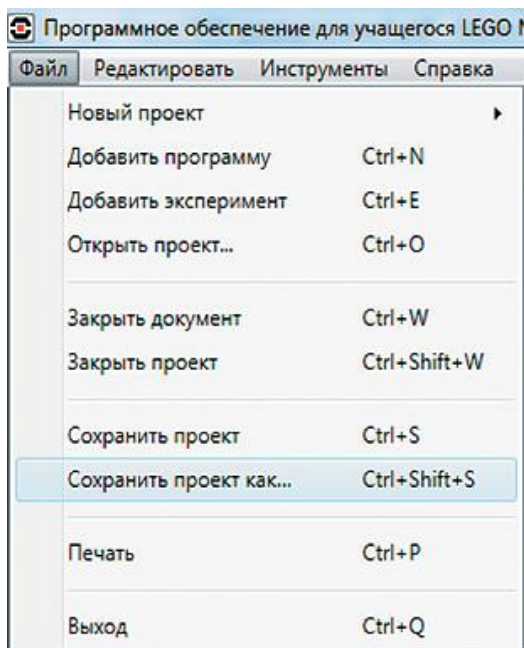 Программное обеспечение для учащегося LEGO
Файл Редактировать Инструменты Справка
Новый проект
Добавить программу Ctrl+N
Добавить эксперимент Ctrl+E
Открыть проект... Ctrl+O
Закрыть документ Ctrl+W
Закрыть проект Ctrl+Shift+W
Сохранить проект Ctrl+S
Сохранить проект как... Ctrl+Shift+S
Печать Ctrl+P
Выход Ctrl+Q